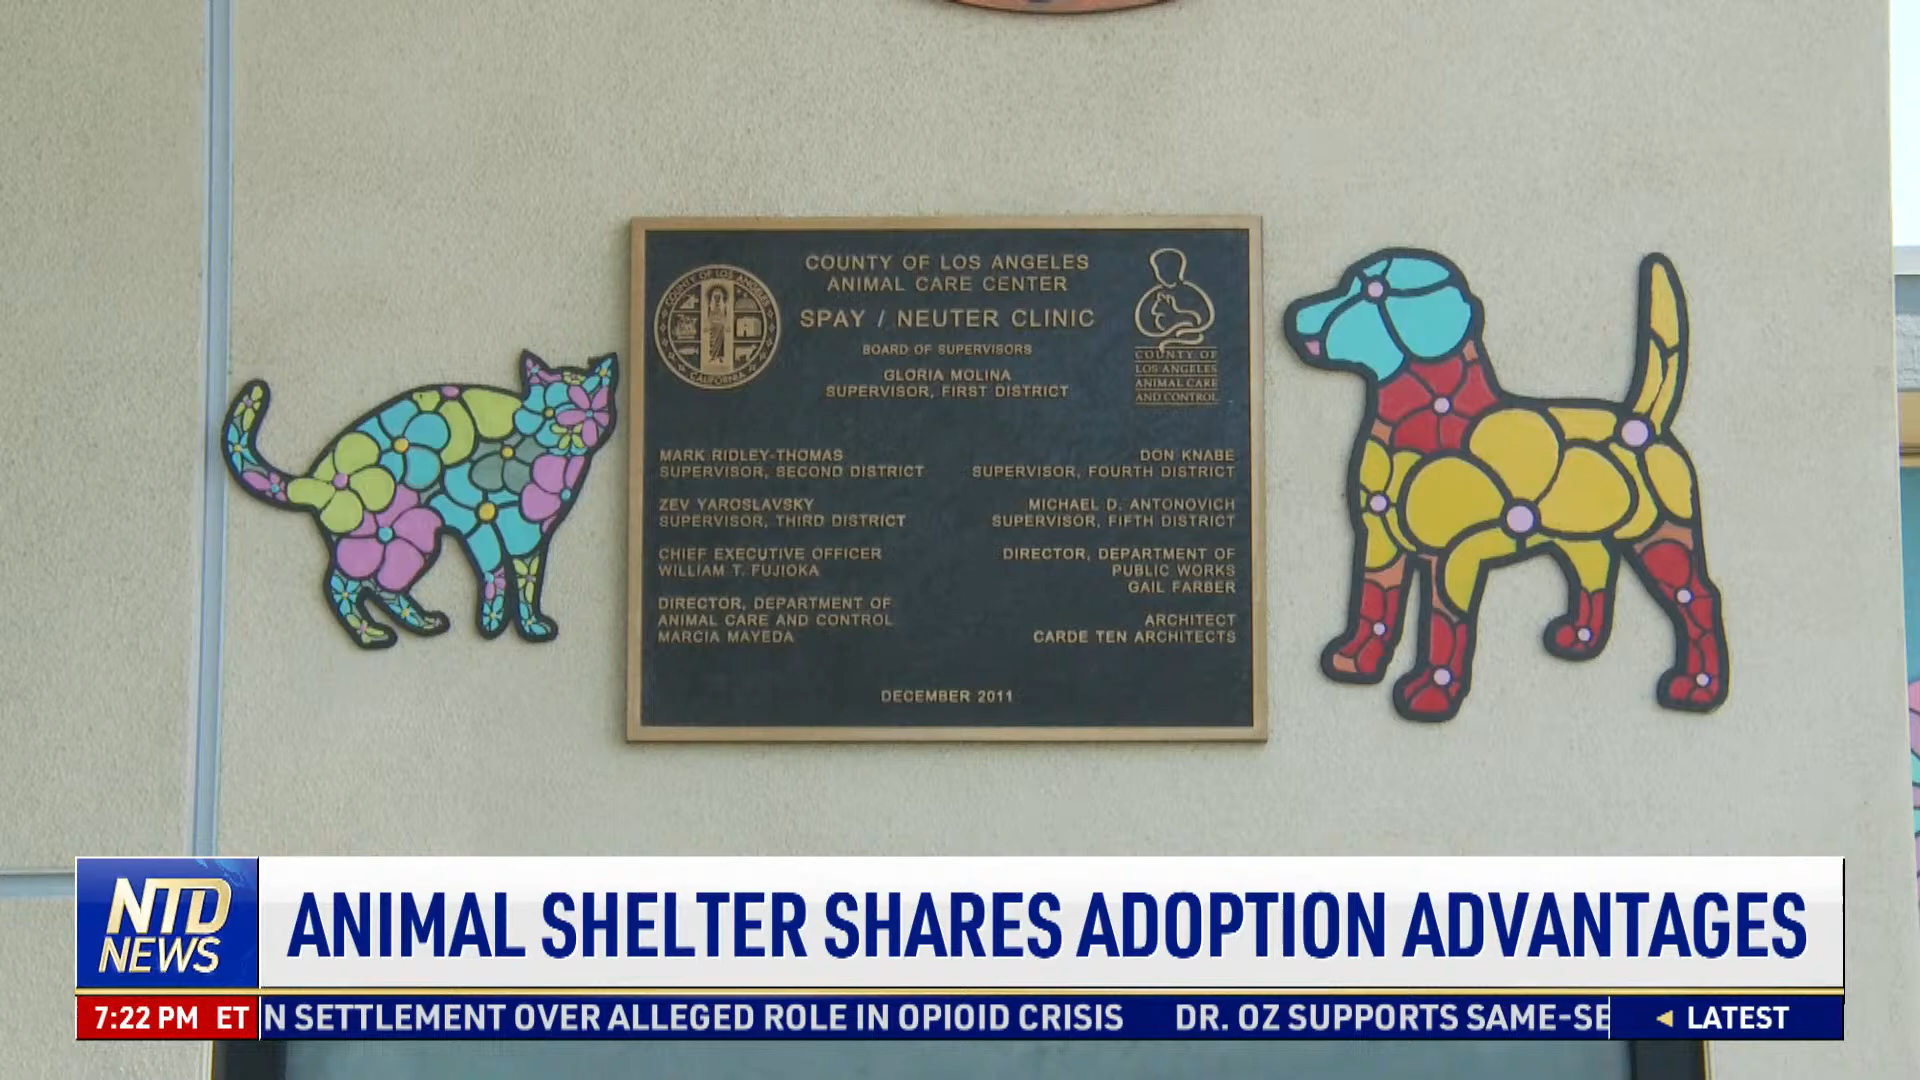 COUNTY OF LOS ANGELES
ANIMAL CARE CENTER
SPAY / NEUTER CLINIC
BOARD OF SUPERVISORS
GLORIA MOLINA
SUPERVISOR, FIRST DISTRICT
COUNTY OF LOS ANGELES
CALIFORNIA
COUNTY OF
LOS ANGELES
ANIMAL CARE
AND CONTROL
MARK RIDLEY-THOMAS
SUPERVISOR, SECOND DISTRICT
ZEV YAROSLAVSKY
SUPERVISOR, THIRD DISTRICT
CHIEF EXECUTIVE OFFICER
WILLIAM T. FUJIOKA
DIRECTOR, DEPARTMENT OF
ANIMAL CARE AND CONTROL
MARCIA MAYEDA
DON KNABE
SUPERVISOR, FOURTH DISTRICT
MICHAEL D. ANTONOVICH
SUPERVISOR, FIFTH DISTRICT
DIRECTOR, DEPARTMENT OF
PUBLIC WORKS
GAIL FARBER
ARCHITECT
CARDE TEN ARCHITECTS
DECEMBER 2011
NTD
NEWS
ANIMAL SHELTER SHARES ADOPTION ADVANTAGES
7:22 PM ET
N SETTLEMENT OVER ALLEGED ROLE IN OPIOID CRISIS DR. OZ SUPPORTS SAME-SE
LATEST